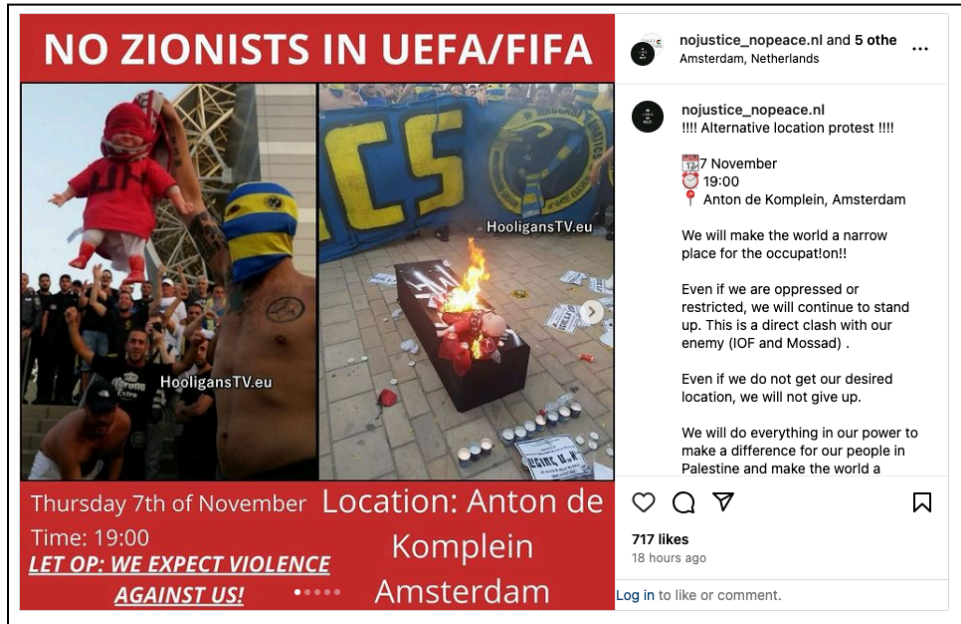 NO ZIONISTS IN UEFA/FIFA
HooligansTV.eu
CS
HooligansTV.eu
Thursday 7th of November
Time: 19:00
LET OP: WE EXPECT VIOLENCE
AGAINST US!
Location: Anton de
Komplein
Amsterdam
nojustice_nopeace.nl and 5 othe
Amsterdam, Netherlands
nojustice_nopeace.nl
!!!! Alternative location protest !!!!
7 November
19:00
Anton de Komplein, Amsterdam
We will make the world a narrow
place for the occupat!on!!
Even if we are oppressed or
restricted, we will continue to stand
up. This is a direct clash with our
enemy (IOF and Mossad) .
Even if we do not get our desired
location, we will not give up.
We will do everything in our power to
make a difference for our people in
Palestine and make the world a
717 likes
18 hours ago
Log in to like or comment.